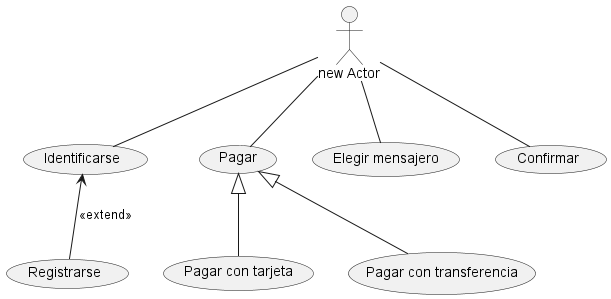 new Actor
Identificarse
Pagar
Elegir mensajero
Confirmar
«extend»
Registrarse
Pagar con tarjeta
Pagar con transferencia